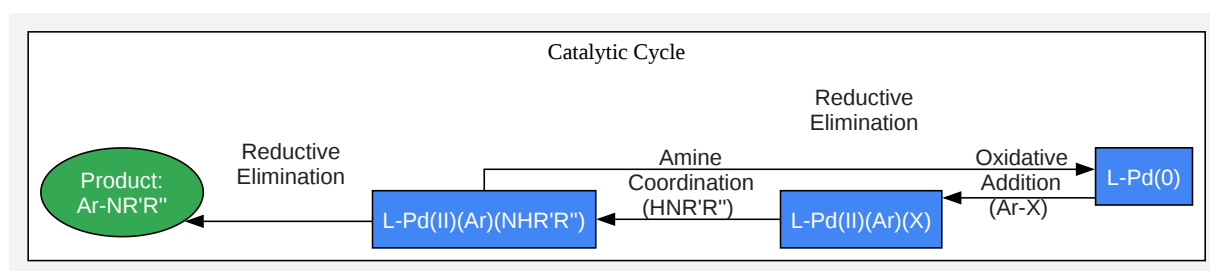 Catalytic Cycle
Reductive
Elimination
Reductive
Elimination
Amine
Coordination
(HNR'R")
Oxidative
Addition
(Ar-X)
Product:
Ar-NR'R"
L-Pd(II)(Ar)(NHR'R")
L-Pd(II)(Ar)(X)
L-Pd(0)